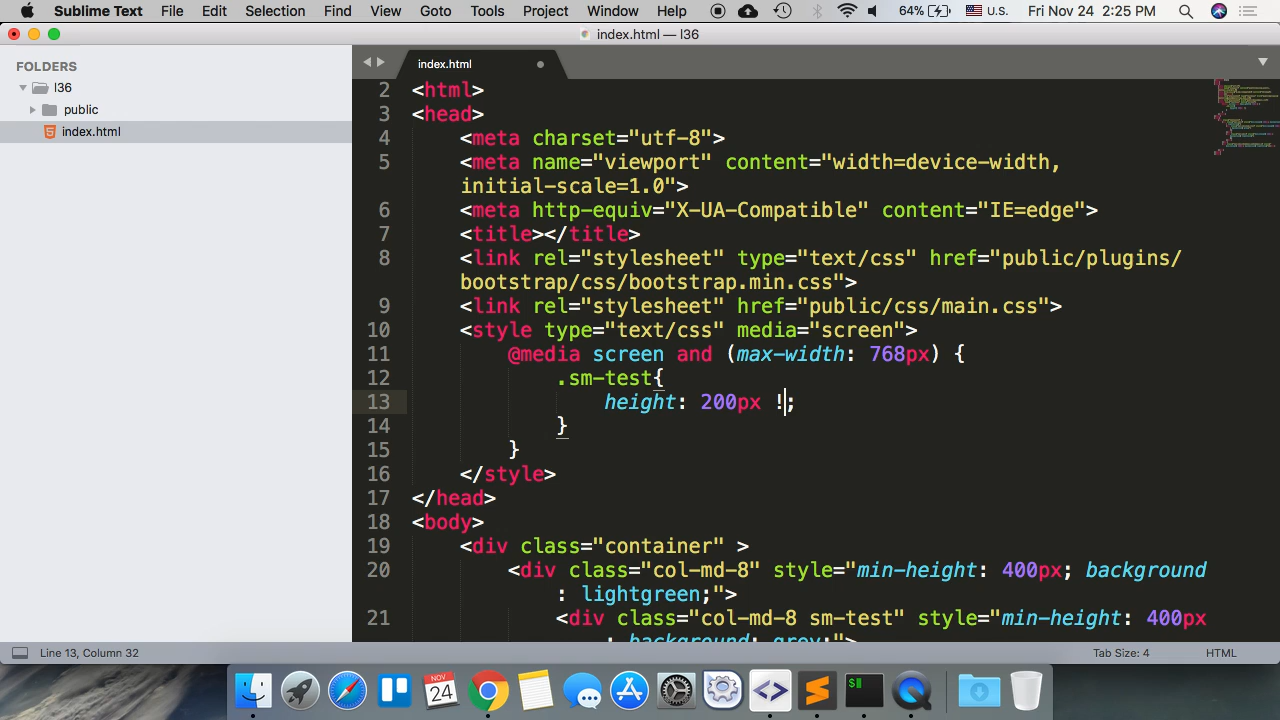 Sublime Text File Edit Selection Find View Goto Tools Project Window Help 64% U.S. Fri Nov 24 2:25 PM
index.html — l36
FOLDERS
l36
public
index.html
index.html
2 <html>
3 <head>
4 <meta charset="utf-8">
5 <meta name="viewport" content="width=device-width,
initial-scale=1.0">
6 <meta http-equiv="X-UA-Compatible" content="IE=edge">
7 <title></title>
8 <link rel="stylesheet" type="text/css" href="public/plugins/
bootstrap/css/bootstrap.min.css">
9 <link rel="stylesheet" href="public/css/main.css">
10 <style type="text/css" media="screen">
11 @media screen and (max-width: 768px) {
12 .sm-test{
13 height: 200px !;
14 }
15 }
16 </style>
17 </head>
18 <body>
19 <div class="container" >
20 <div class="col-md-8" style="min-height: 400px; background
: lightgreen;">
21 <div class="col-md-8 sm-test" style="min-height: 400px
: background: grey;">
Line 13, Column 32 Tab Size: 4 HTML
NOV
24